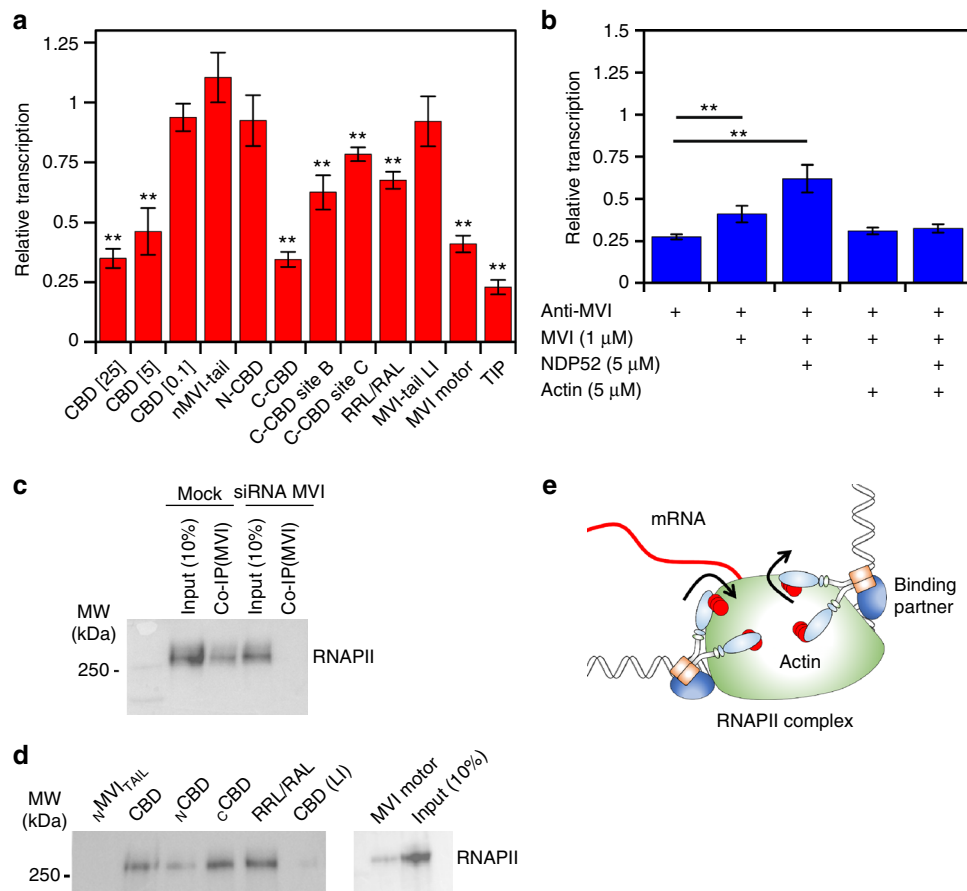 a
Relative transcription
1.25
1
0.75
0.5
0.25
0
**
**
**
**
**
**
**
**
CBD [25]
CBD [5]
CBD [0.1]
nMVI-tail
N-CBD
C-CBD
C-CBD site B
C-CBD site C
RRL/RAL
MVI-tail LI
MVI motor
TIP
b
Relative transcription
1.5
1.25
1
0.75
0.5
0.25
0
**
**
Anti-MVI + + + + +
MVI (1 µM) + + + +
NDP52 (5 µM) + +
Actin (5 µM) + +
c
Mock siRNA MVI
Input (10%) Co-IP(MVI) Input (10%) Co-IP(MVI)
MW
(kDa)
250 -
RNAPII
d
NMVITAIL CBD NCBD CCBD RRL/RAL CBD (LI) MVI motor Input (10%)
MW
(kDa)
250 -
RNAPII
e
mRNA
Binding
partner
Actin
RNAPII complex